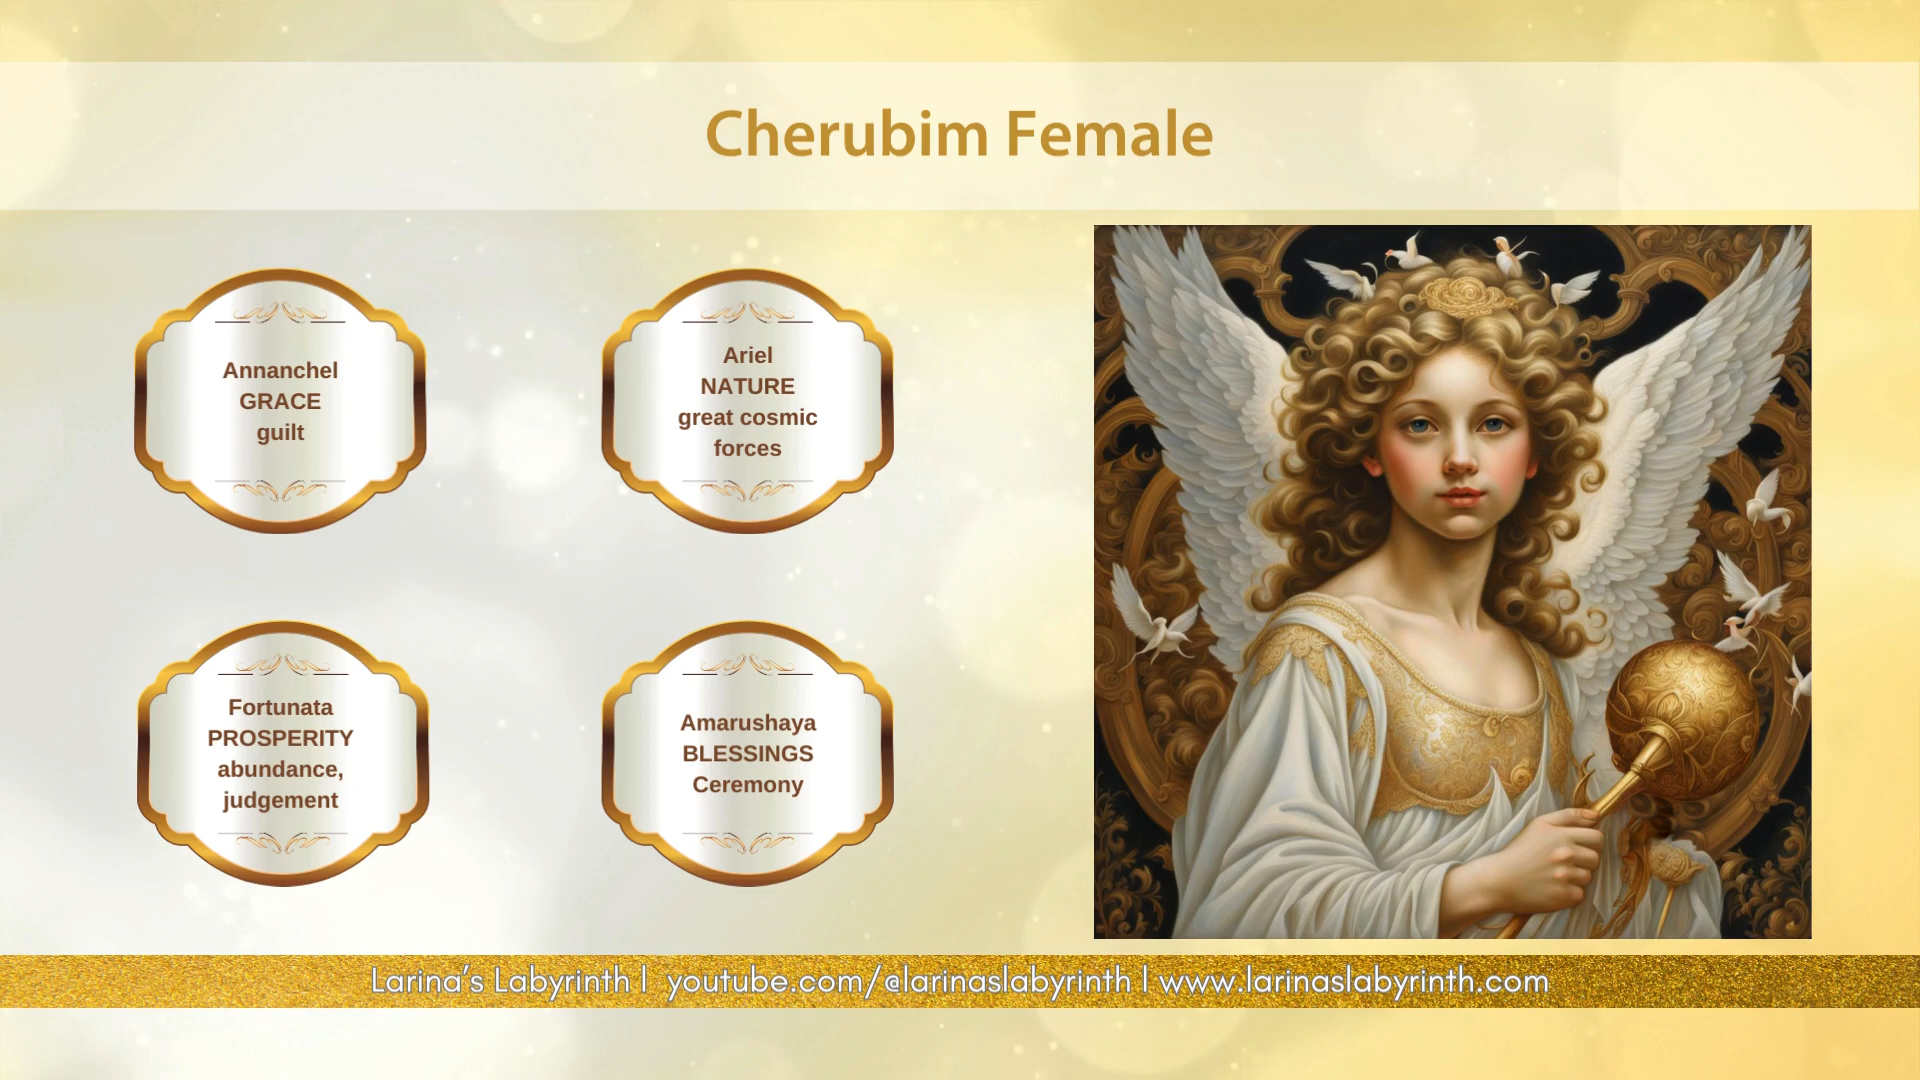 Cherubim Female
Annanchel
GRACE
guilt
Ariel
NATURE
great cosmic
forces
Fortunata
PROSPERITY
abundance,
judgement
Amarushaya
BLESSINGS
Ceremony
Larina's Labyrinth | youtube.com/@larinaslabyrinth | www.larinaslabyrinth.com